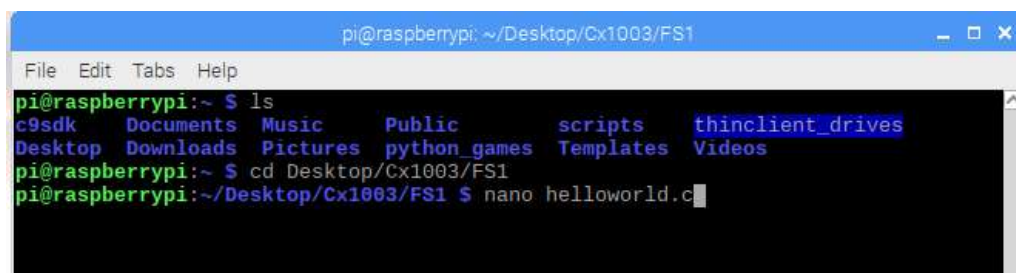 pi@raspberrypi: ~/Desktop/Cx1003/FS1
File Edit Tabs Help
pi@raspberrypi:~ $ ls
c9sdk Documents Music Public scripts thinclient_drives
Desktop Downloads Pictures python_games Templates Videos
pi@raspberrypi:~ $ cd Desktop/Cx1003/FS1
pi@raspberrypi:~/Desktop/Cx1003/FS1 $ nano helloworld.c